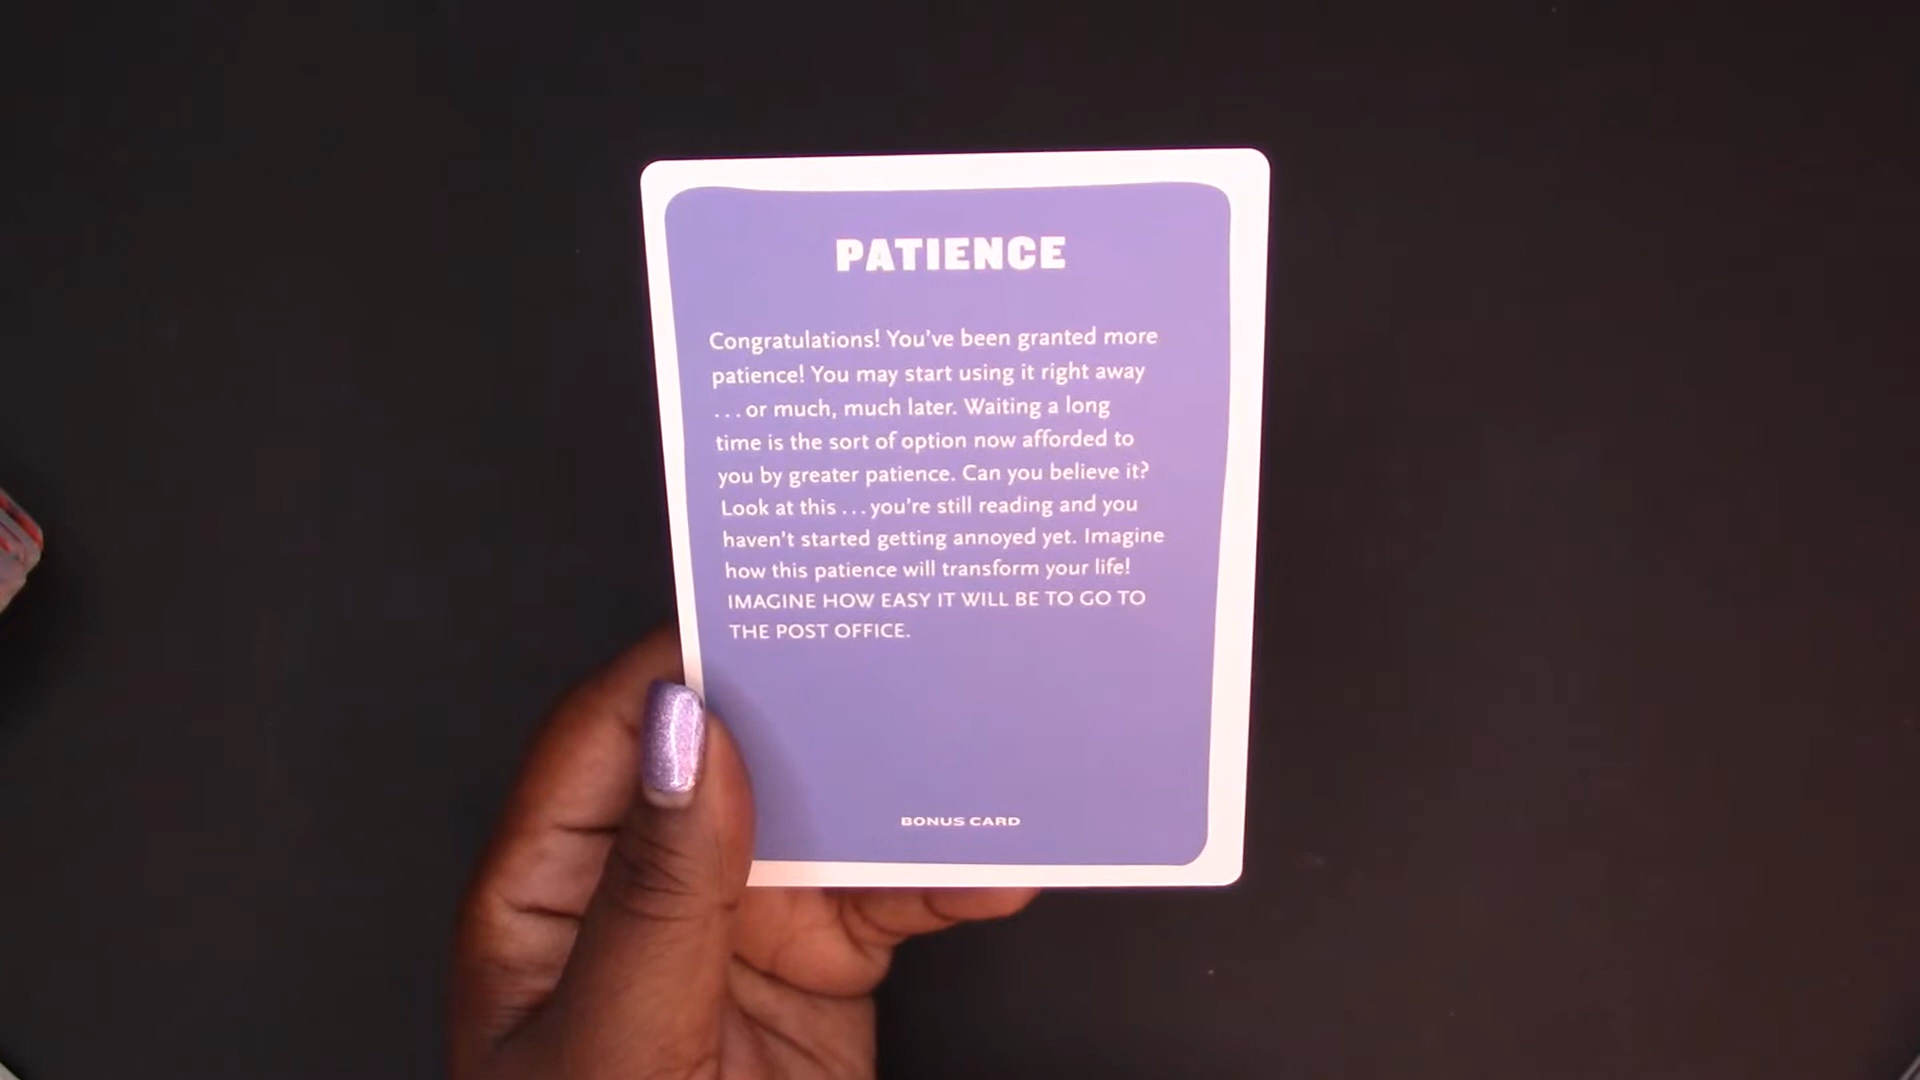 PATIENCE
Congratulations! You've been granted more
patience! You may start using it right away
...or much, much later. Waiting a long
time is the sort of option now afforded to
you by greater patience. Can you believe it?
Look at this...you're still reading and you
haven't started getting annoyed yet. Imagine
how this patience will transform your life!
IMAGINE HOW EASY IT WILL BE TO GO TO
THE POST OFFICE.
BONUS CARD